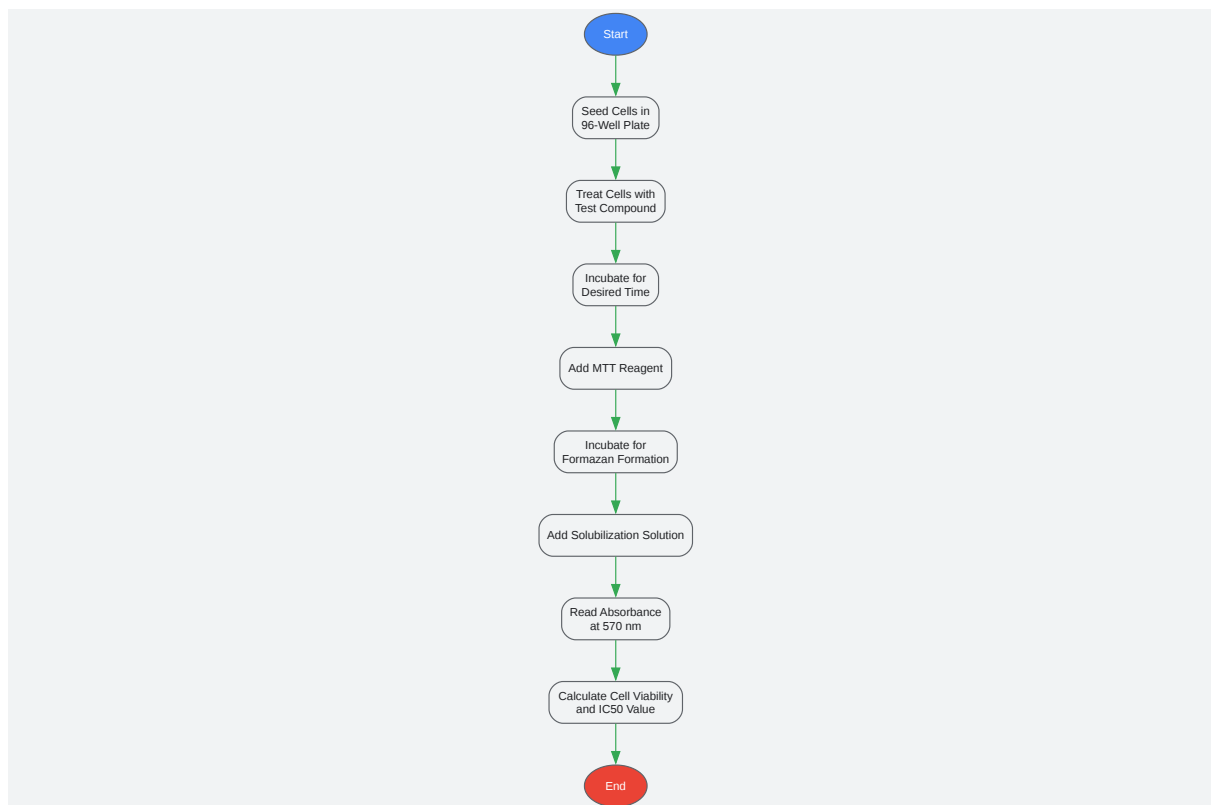 Start
Seed Cells in
96-Well Plate
Treat Cells with
Test Compound
Incubate for
Desired Time
Add MTT Reagent
Incubate for
Formazan Formation
Add Solubilization Solution
Read Absorbance
at 570 nm
Calculate Cell Viability
and IC50 Value
End